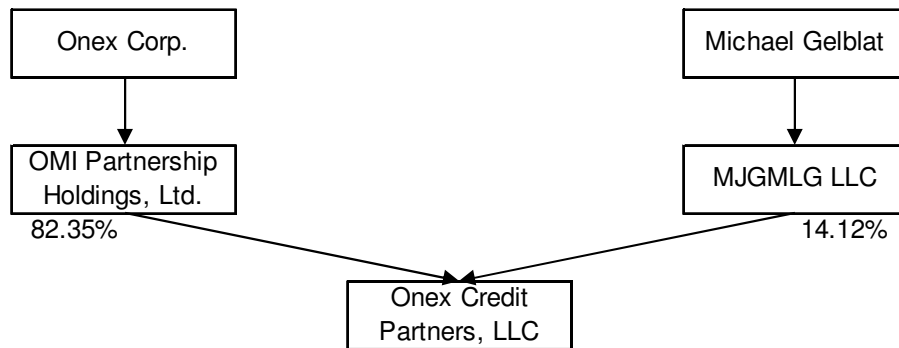 Onex Corp.
Michael Gelblat
OMI Partnership
Holdings, Ltd.
MJGMLG LLC
82.35%
14.12%
Onex Credit
Partners, LLC